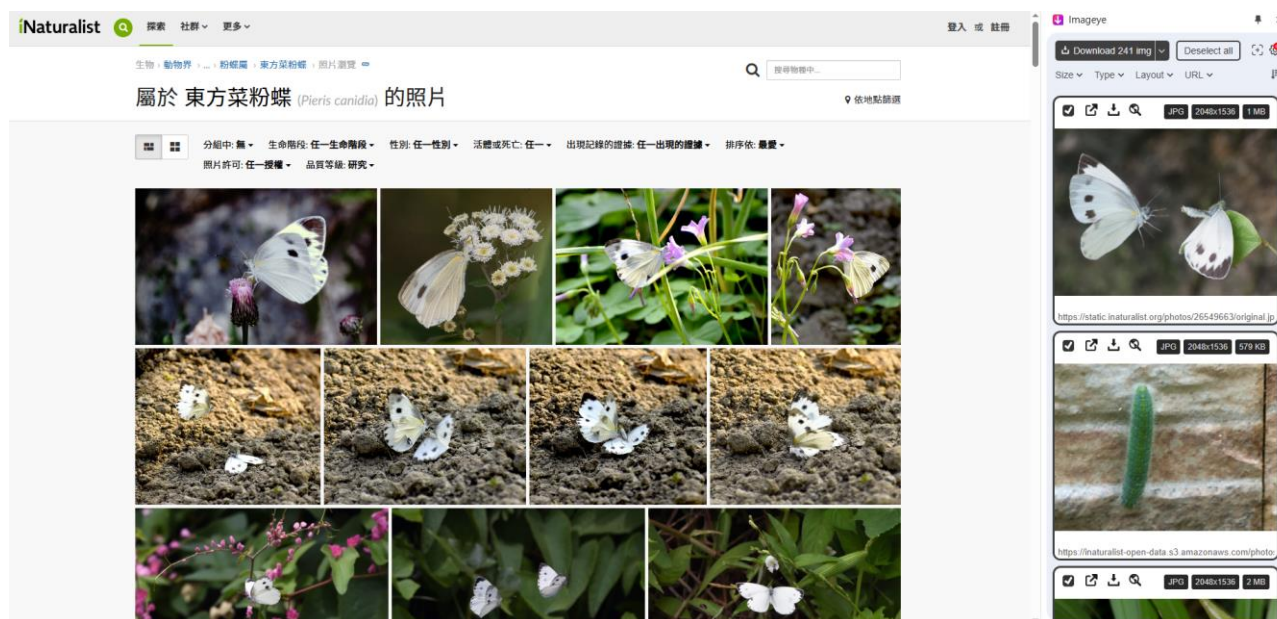 iNaturalist 探索 社群 更多 登入 或 註冊
生物 › 動物界 › ... › 粉蝶屬 › 東方菜粉蝶 › 照片瀏覽
搜尋物種中...
屬於 東方菜粉蝶 (Pieris canidia) 的照片
依地點篩選
分組中: 無 生命階段: 任一生命階段 性別: 任一性別 活體或死亡: 任一 出現記錄的證據: 任一出現的證據 排序依: 最愛
照片許可: 任一授權 品質等級: 研究
Imageye
Download 241 img Deselect all
Size Type Layout URL
JPG 2048x1536 1 MB
https://static.inaturalist.org/photos/26549663/original.jp
JPG 2048x1536 579 KB
https://inaturalist-open-data.s3.amazonaws.com/photo
JPG 2048x1536 2 MB